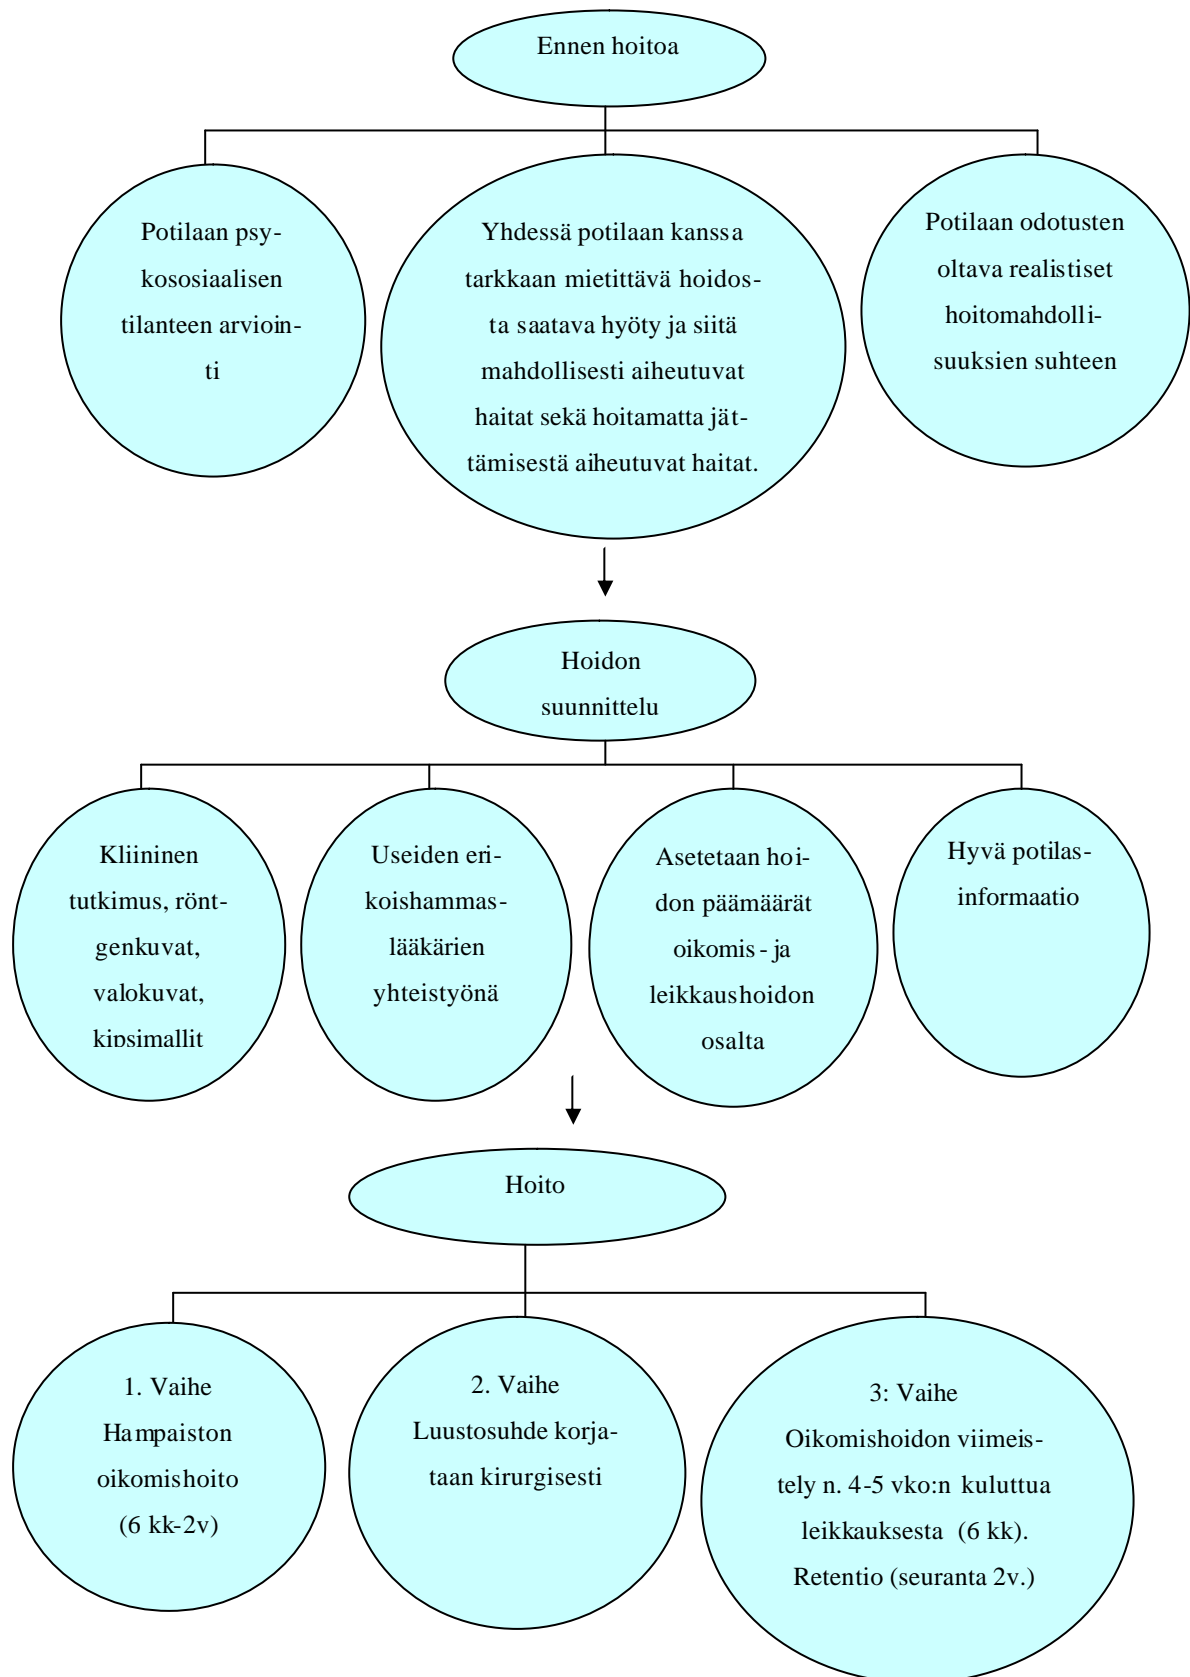 Ennen hoitoa
Potilaan psy-
kososiaalisen
tilanteen arvioin-
ti
Yhdessä potilaan kanssa
tarkkaan mietittävä hoidos-
ta saatava hyöty ja siitä
mahdollisesti aiheutuvat
haitat sekä hoitamatta jät-
tämisestä aiheutuvat haitat.
Potilaan odotusten
oltava realistiset
hoitomahdolli-
suuksien suhteen
Hoidon
suunnittelu
Kliininen
tutkimus, rönt-
genkuvat,
valokuvat,
kipsimallit
Useiden eri-
koishammas-
lääkärien
yhteistyönä
Asetetaan hoi-
don päämäärät
oikomis- ja
leikkaushoidon
osalta
Hyvä potilas-
informaatio
Hoito
1. Vaihe
Hampaiston
oikomishoito
(6 kk-2v)
2. Vaihe
Luustosuhde korja-
taan kirurgisesti
3: Vaihe
Oikomishoidon viimeis-
tely n. 4-5 vko:n kuluttua
leikkauksesta (6 kk).
Retentio (seuranta 2v.)